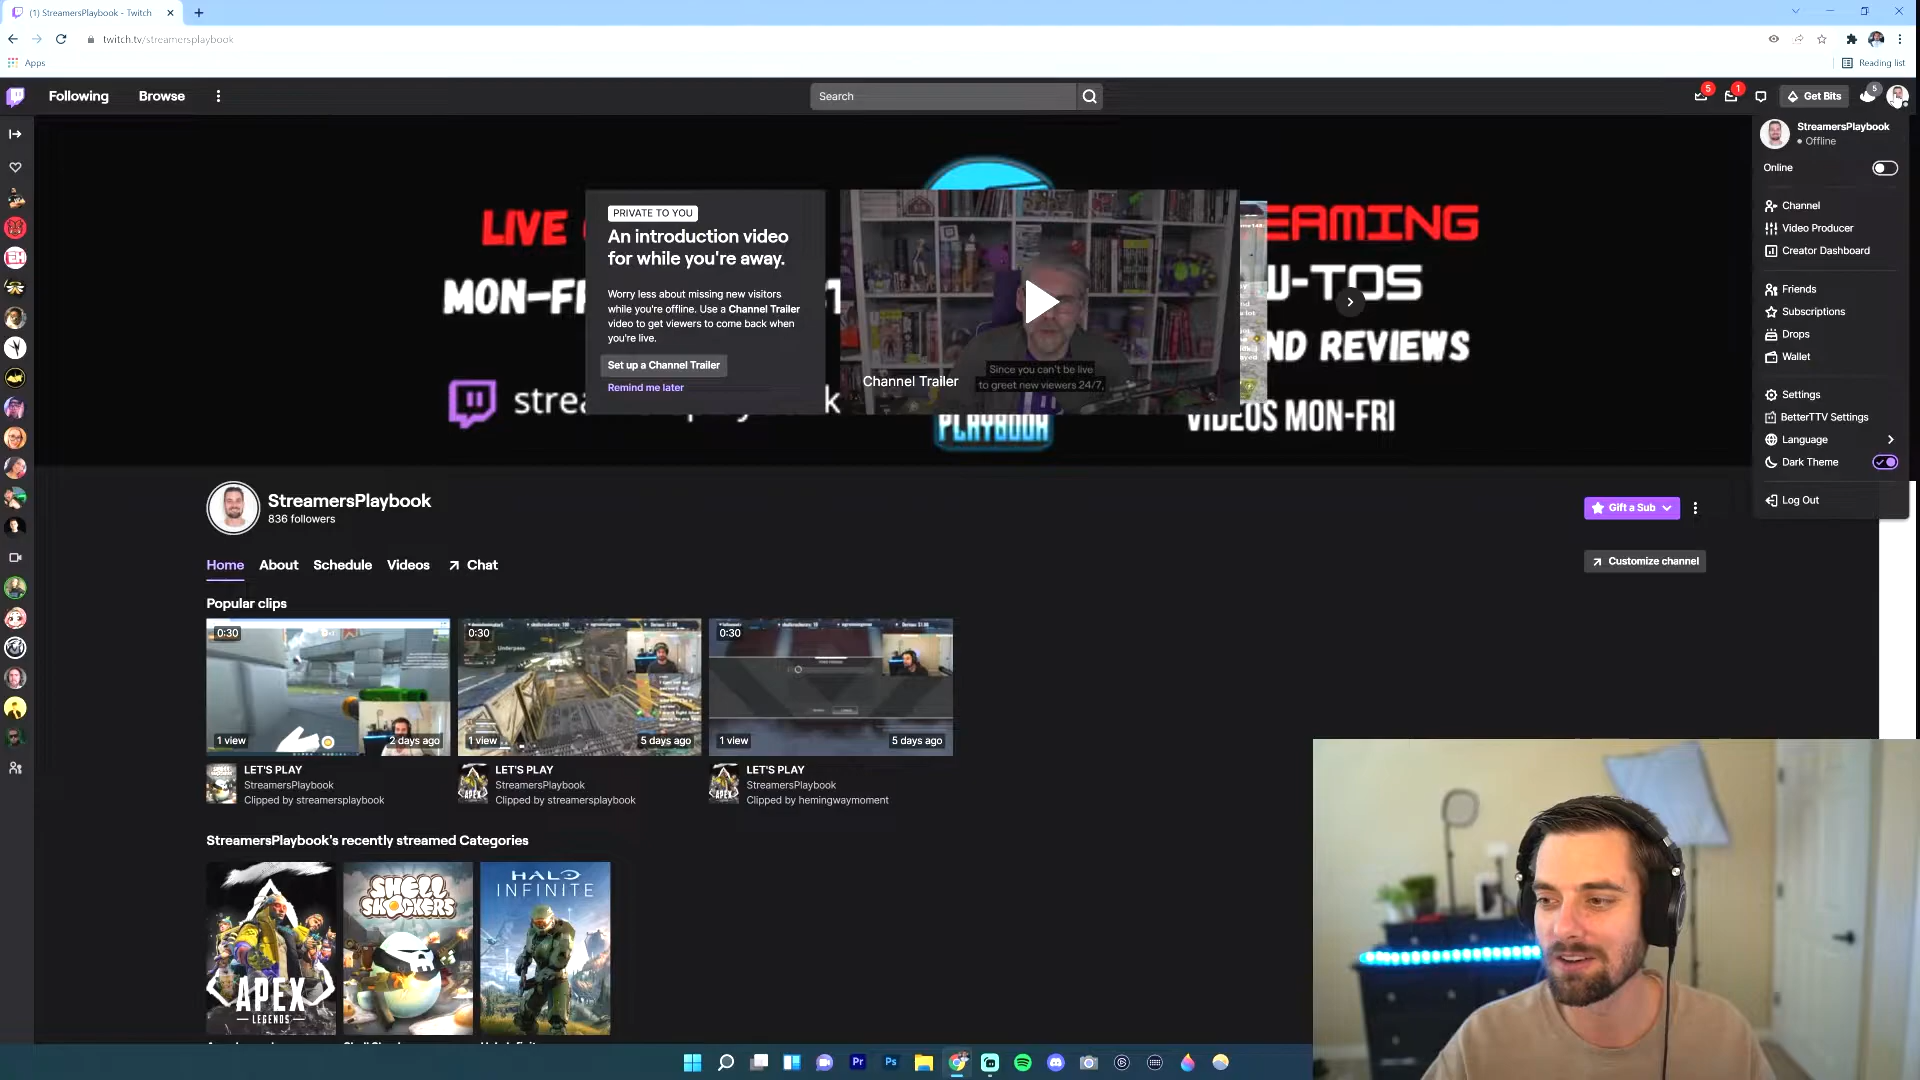 (1) StreamersPlaybook - Twitch
twitch.tv/streamersplaybook
Apps
Reading list
Following
Browse
Search
5
1
Get Bits
5
StreamersPlaybook
Offline
Online
Channel
Video Producer
Creator Dashboard
Friends
Subscriptions
Drops
Wallet
Settings
BetterTTV Settings
Language
Dark Theme
Log Out
LIVE
MON-FR
PRIVATE TO YOU
An introduction video
for while you're away.
Worry less about missing new visitors
while you're offline. Use a Channel Trailer
video to get viewers to come back when
you're live.
Set up a Channel Trailer
Remind me later
Channel Trailer
Since you can't be live
to greet new viewers 24/7,
EAMING
W-TOS
ND REVIEWS
VIDEOS MON-FRI
PLAYBOOK
StreamersPlaybook
836 followers
Gift a Sub
Home
About
Schedule
Videos
Chat
Customize channel
Popular clips
0:30
1 view
2 days ago
0:30
1 view
5 days ago
0:30
1 view
5 days ago
LET'S PLAY
StreamersPlaybook
Clipped by streamersplaybook
LET'S PLAY
StreamersPlaybook
Clipped by streamersplaybook
LET'S PLAY
StreamersPlaybook
Clipped by hemingwaymoment
StreamersPlaybook's recently streamed Categories
APEX
LEGENDS
SHELL
SHOCKERS
HALO
INFINITE
Pr
Ps